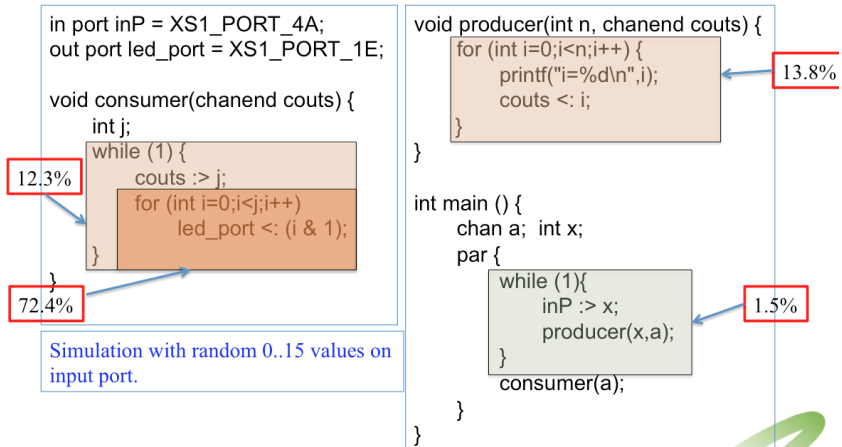 in port inP = XS1_PORT_4A;
out port led_port = XS1_PORT_1E;
void consumer(chanend couts) {
int j;
while (1) {
12.3%
couts :> j;
for (int i=0;i<j;i++)
led_port <: (i & 1);
}
}
72.4%
Simulation with random 0..15 values on
input port.
void producer(int n, chanend couts) {
for (int i=0;i<n;i++) {
printf("i=%d\n",i);
13.8%
couts <: i;
}
}
int main () {
chan a;  int x;
par {
while (1){
inP :> x;
1.5%
producer(x,a);
}
consumer(a);
}
}